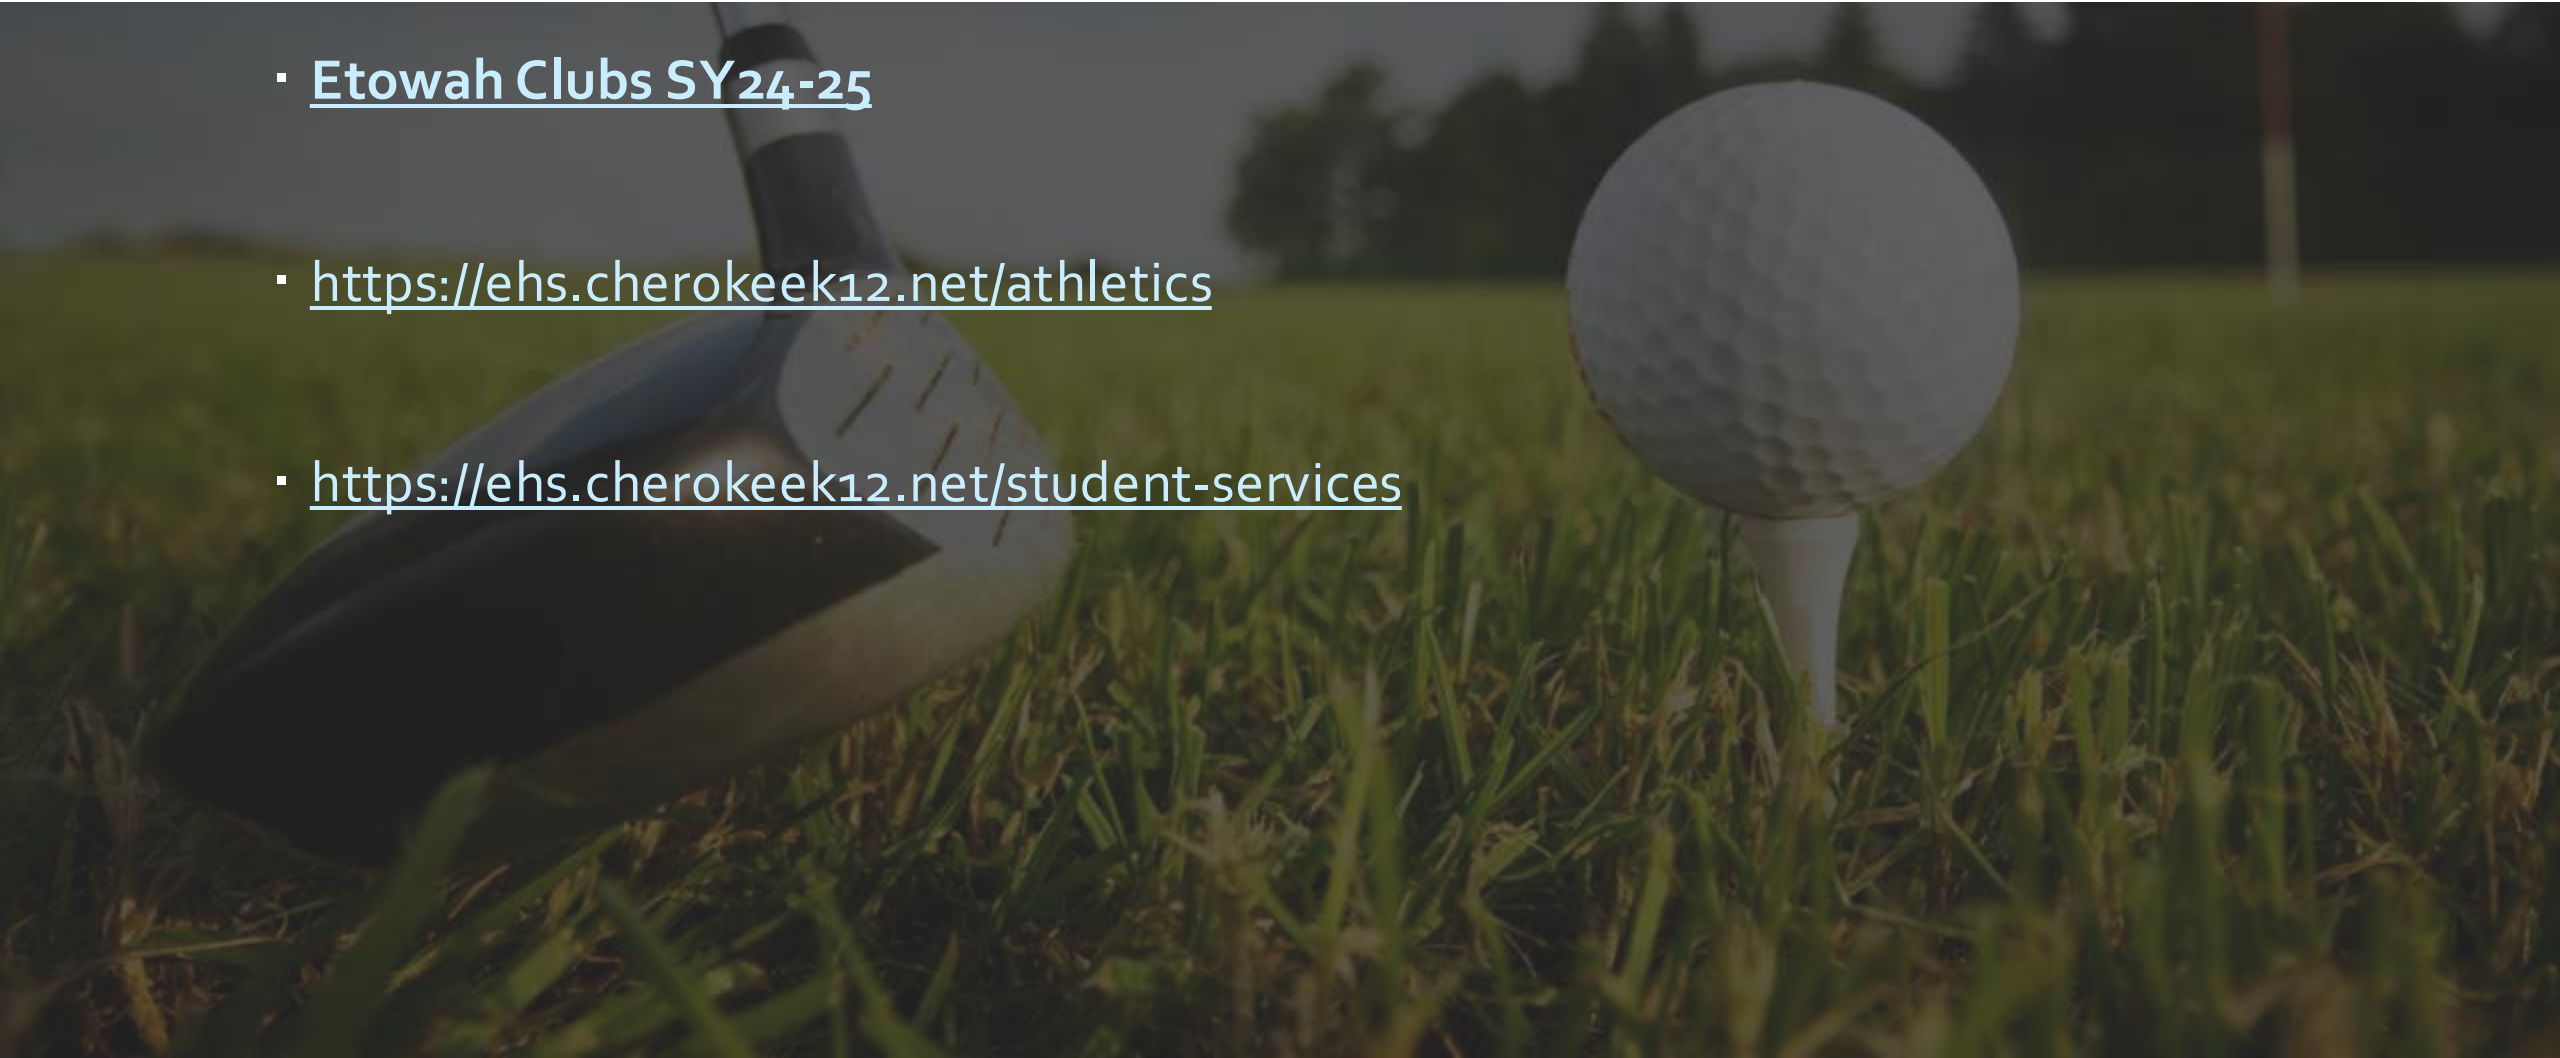 ▪ Etowah Clubs SY24-25
▪ https://ehs.cherokeek12.net/athletics
▪ https://ehs.cherokeek12.net/student-services